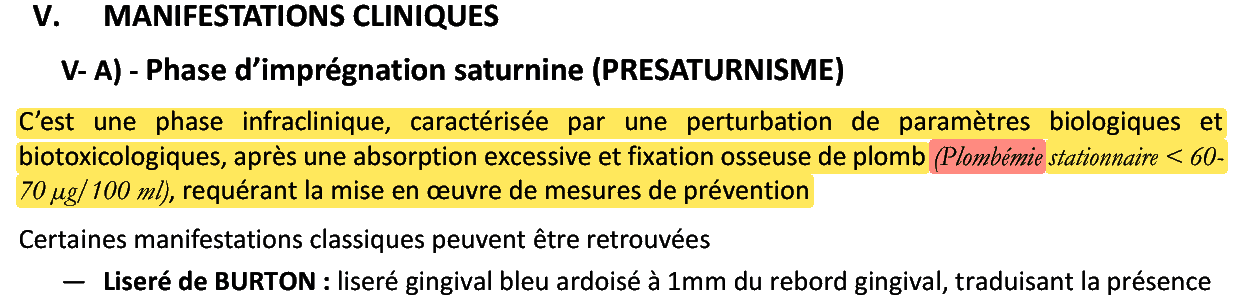 V. MANIFESTATIONS CLINIQUES
V- A) - Phase d’imprégnation saturnine (PRESATURNISME)
C’est une phase infraclinique, caractérisée par une perturbation de paramètres biologiques et
biotoxicologiques, après une absorption excessive et fixation osseuse de plomb (Plombémie stationnaire < 60-
70 µg/ 100 ml), requérant la mise en œuvre de mesures de prévention
Certaines manifestations classiques peuvent être retrouvées
— Liseré de BURTON : liseré gingival bleu ardoisé à 1mm du rebord gingival, traduisant la présence